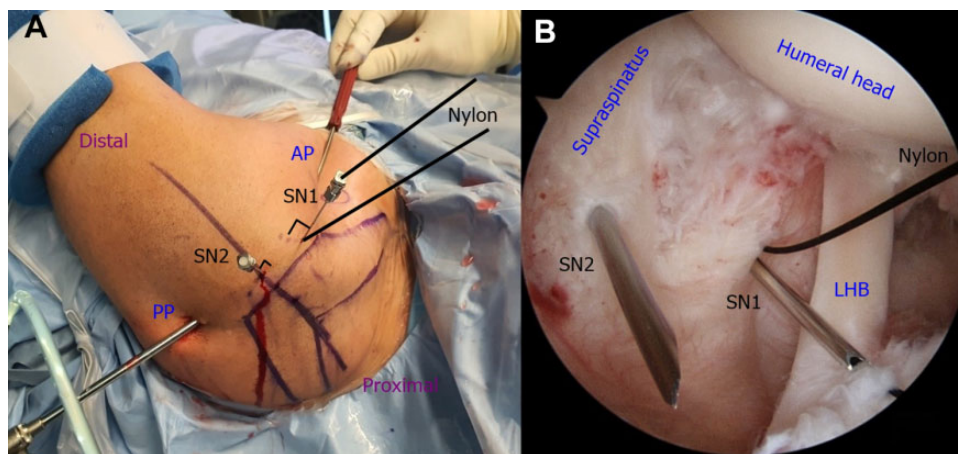 A
Distal
AP
Nylon
SN1
SN2
PP
Proximal
B
Supraspinatus
Humeral head
Nylon
SN2
SN1
LHB